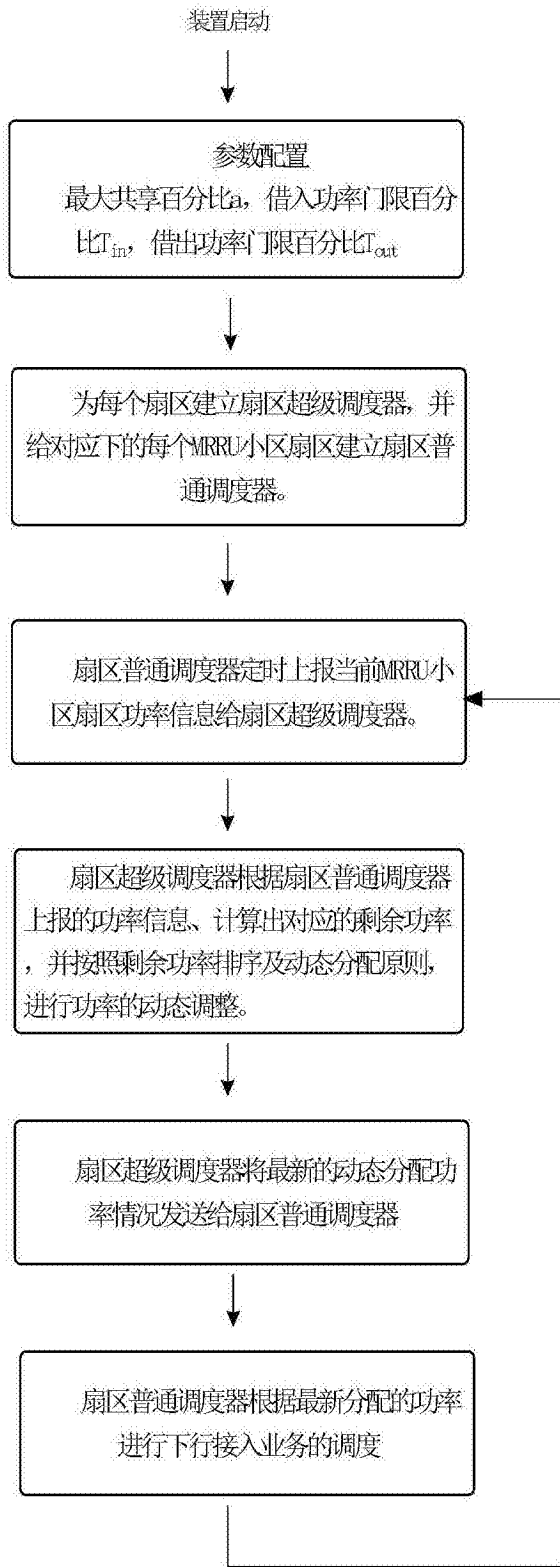 装置启动
参数配置
最大共享百分比a，借入功率门限百分
比T_in，借出功率门限百分比T_out
为每个扇区建立扇区超级调度器，并
给对应下的每个MRRU小区扇区建立扇区普
通调度器。
扇区普通调度器定时上报当前MRRU小
区扇区功率信息给扇区超级调度器。
扇区超级调度器根据扇区普通调度器
上报的功率信息、计算出对应的剩余功率
，并按照剩余功率排序及动态分配原则，
进行功率的动态调整。
扇区超级调度器将最新的动态分配功
率情况发送给扇区普通调度器
扇区普通调度器根据最新分配的功率
进行下行接入业务的调度